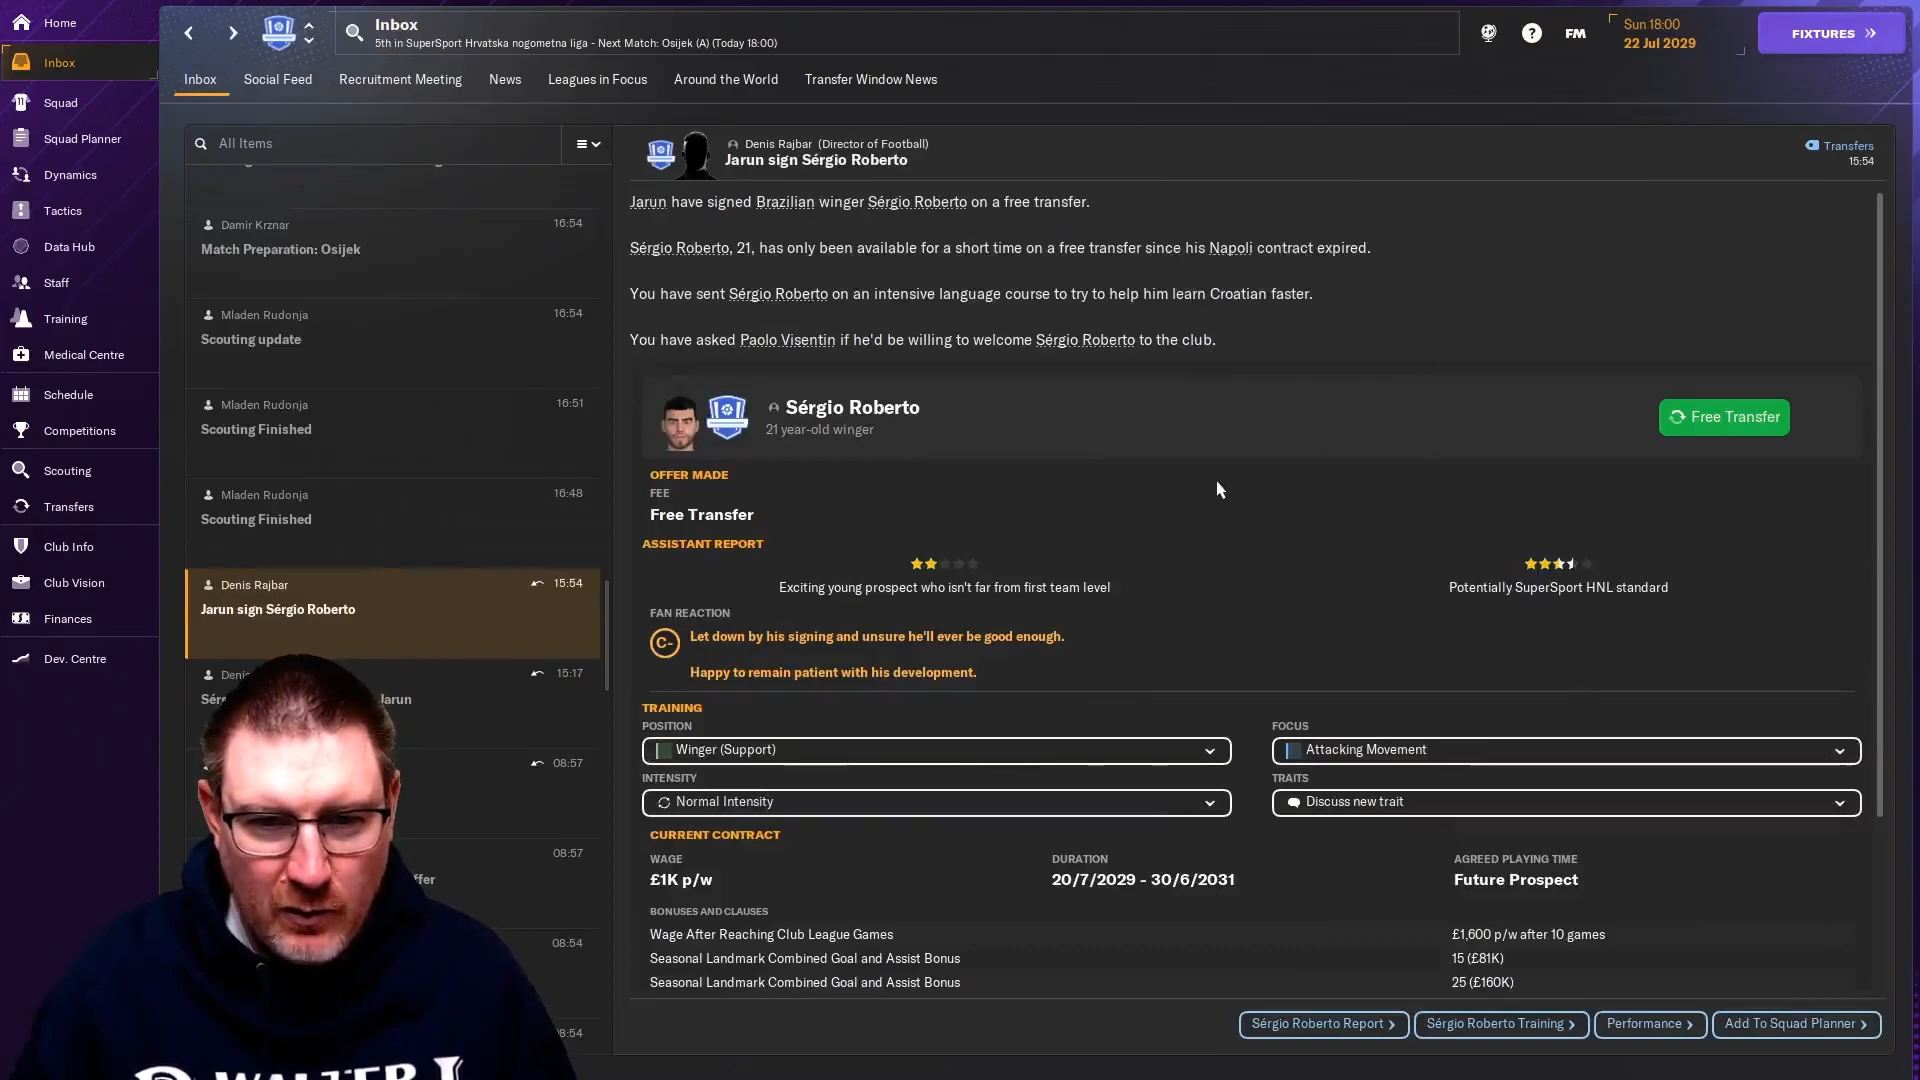 Home
Inbox
Squad
Squad Planner
Dynamics
Tactics
Data Hub
Staff
Training
Medical Centre
Schedule
Competitions
Scouting
Transfers
Club Info
Club Vision
Finances
Dev. Centre
Inbox
5th in SuperSport Hrvatska nogometna liga - Next Match: Osijek (A) (Today 18:00)
FM
Sun 18:00
22 Jul 2029
FIXTURES
Inbox
Social Feed
Recruitment Meeting
News
Leagues in Focus
Around the World
Transfer Window News
All Items
Damir Krznar
16:54
Match Preparation: Osijek
Mladen Rudonja
16:54
Scouting update
Mladen Rudonja
16:51
Scouting Finished
Mladen Rudonja
16:48
Scouting Finished
Denis Rajbar
15:54
Jarun sign Sérgio Roberto
15:17
Jarun
08:57
08:57
08:54
Denis Rajbar (Director of Football)
Jarun sign Sérgio Roberto
Transfers
15:54
Jarun have signed Brazilian winger Sérgio Roberto on a free transfer.
Sérgio Roberto, 21, has only been available for a short time on a free transfer since his Napoli contract expired.
You have sent Sérgio Roberto on an intensive language course to try to help him learn Croatian faster.
You have asked Paolo Visentin if he'd be willing to welcome Sérgio Roberto to the club.
Sérgio Roberto
21 year-old winger
Free Transfer
OFFER MADE
FEE
Free Transfer
ASSISTANT REPORT
Exciting young prospect who isn't far from first team level
Potentially SuperSport HNL standard
FAN REACTION
C-
Let down by his signing and unsure he'll ever be good enough.
Happy to remain patient with his development.
TRAINING
POSITION
Winger (Support)
FOCUS
Attacking Movement
INTENSITY
Normal Intensity
TRAITS
Discuss new trait
CURRENT CONTRACT
WAGE
£1K p/w
DURATION
20/7/2029 - 30/6/2031
AGREED PLAYING TIME
Future Prospect
BONUSES AND CLAUSES
Wage After Reaching Club League Games
£1,600 p/w after 10 games
Seasonal Landmark Combined Goal and Assist Bonus
15 (£81K)
Seasonal Landmark Combined Goal and Assist Bonus
25 (£160K)
Sérgio Roberto Report
Sérgio Roberto Training
Performance
Add To Squad Planner